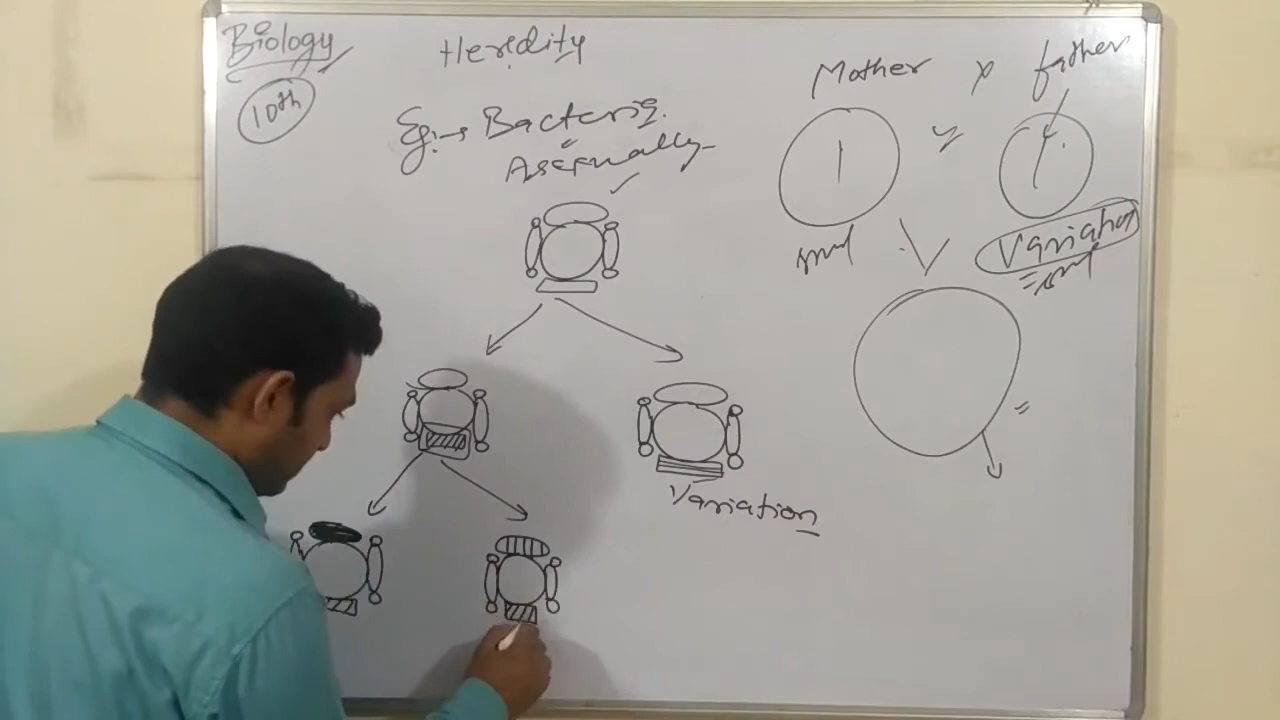 Biology
Heredity
10th
Eg:→ Bacteria.
Asexually
Mother × father
Variation
Variation